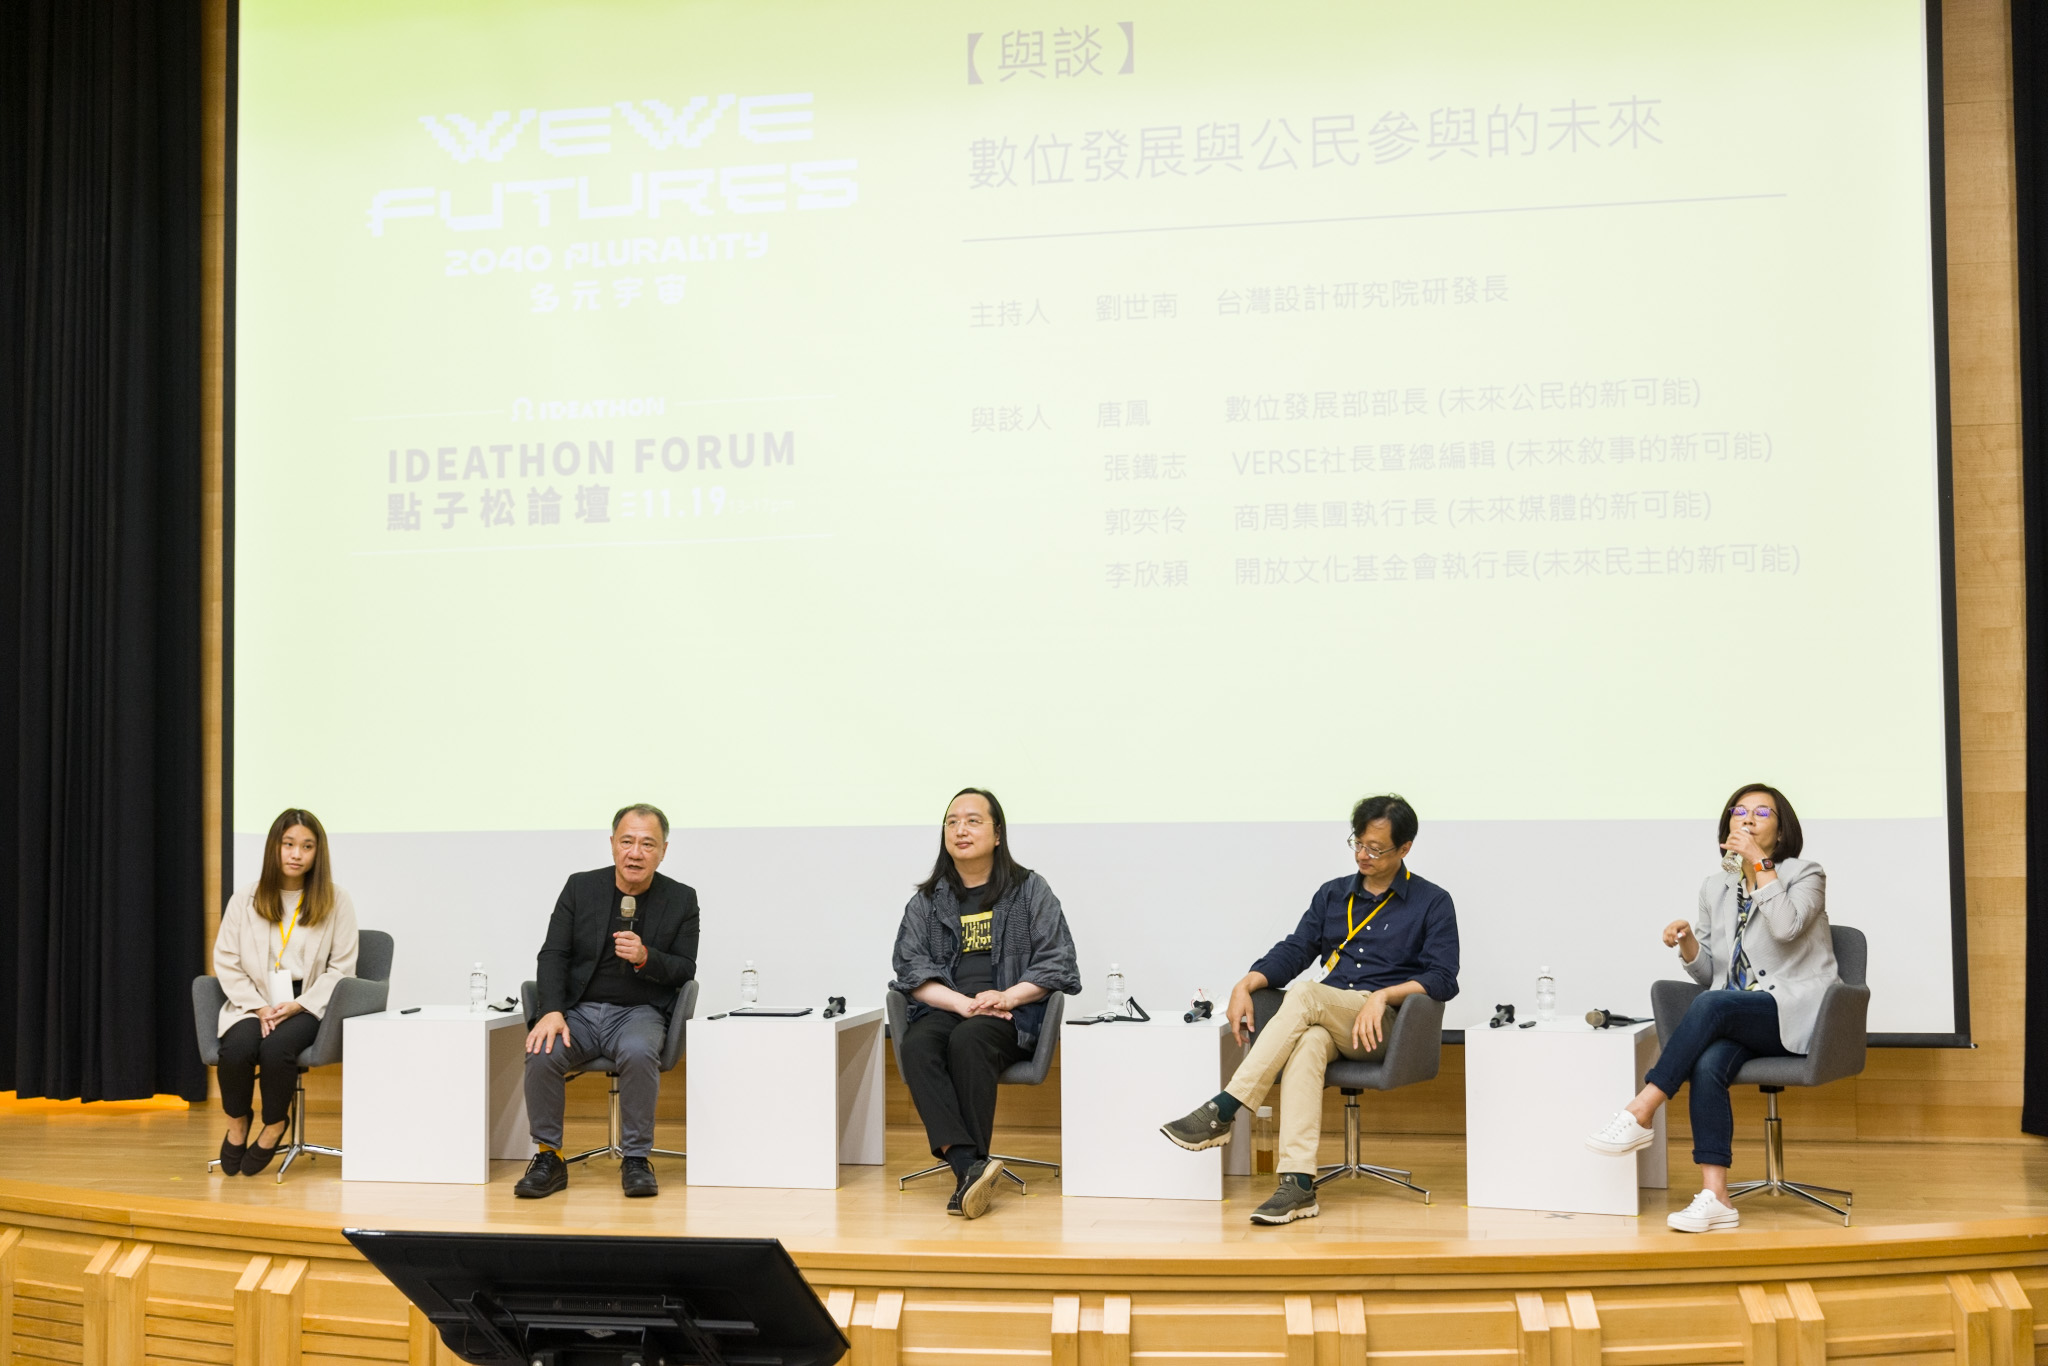 WEWE
FUTURES
2040 PLURALITY
多元宇宙
IDEATHON
IDEATHON FORUM
點子松論壇 11.19
【與談】
數位發展與公民參與的未來
主持人 劉世南 台灣設計研究院研發長
與談人 唐鳳 數位發展部部長 (未來公民的新可能)
張鐵志 VERSE社長暨總編輯 (未來敘事的新可能)
郭奕伶 商周集團執行長 (未來媒體的新可能)
李欣穎 開放文化基金會執行長(未來民主的新可能)